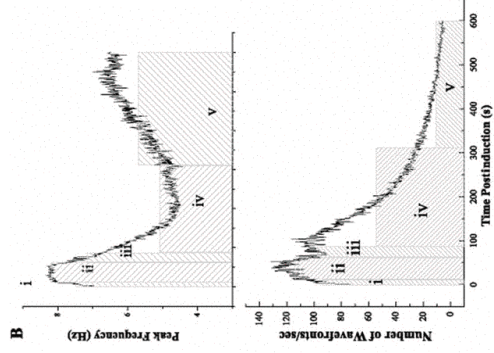 B
Peak Frequency (Hz)
8
6
4
i
ii
iii
iv
v
Number of Wavefronts/sec
140
120
100
80
60
40
20
0
i
ii
iii
iv
v
0
100
200
300
400
500
600
Time Postinduction (s)